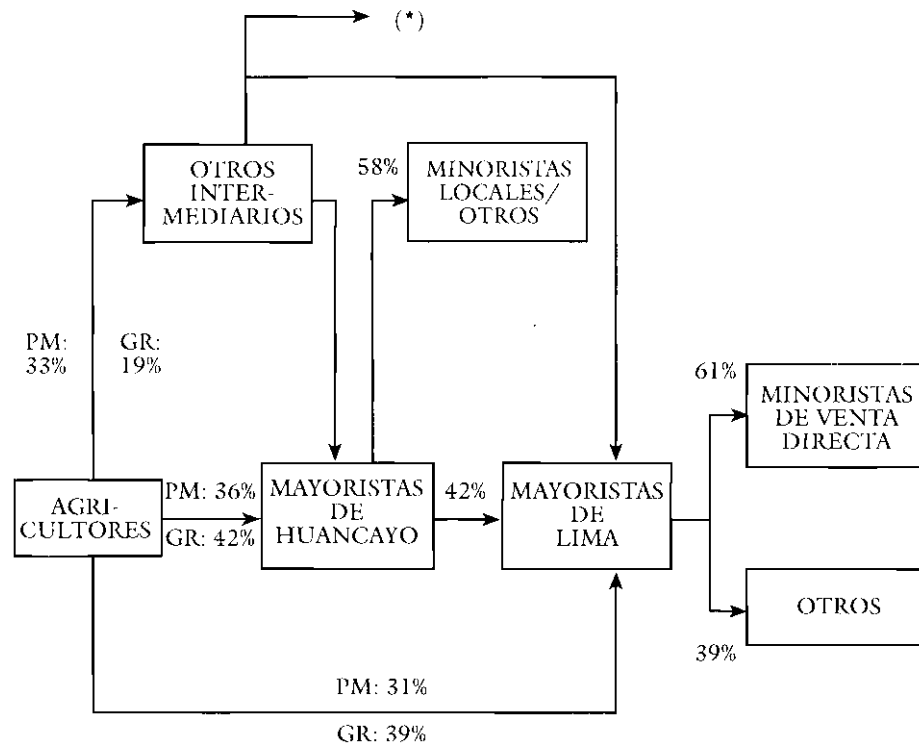 (*)
OTROS
INTER-
MEDIARIOS
58%
MINORISTAS
LOCALES/
OTROS
PM:
33%
GR:
19%
61%
MINORISTAS
DE VENTA
DIRECTA
AGRI-
CULTORES
PM: 36%
GR: 42%
MAYORISTAS
DE
HUANCAYO
42%
MAYORISTAS
DE
LIMA
OTROS
39%
PM: 31%
GR: 39%